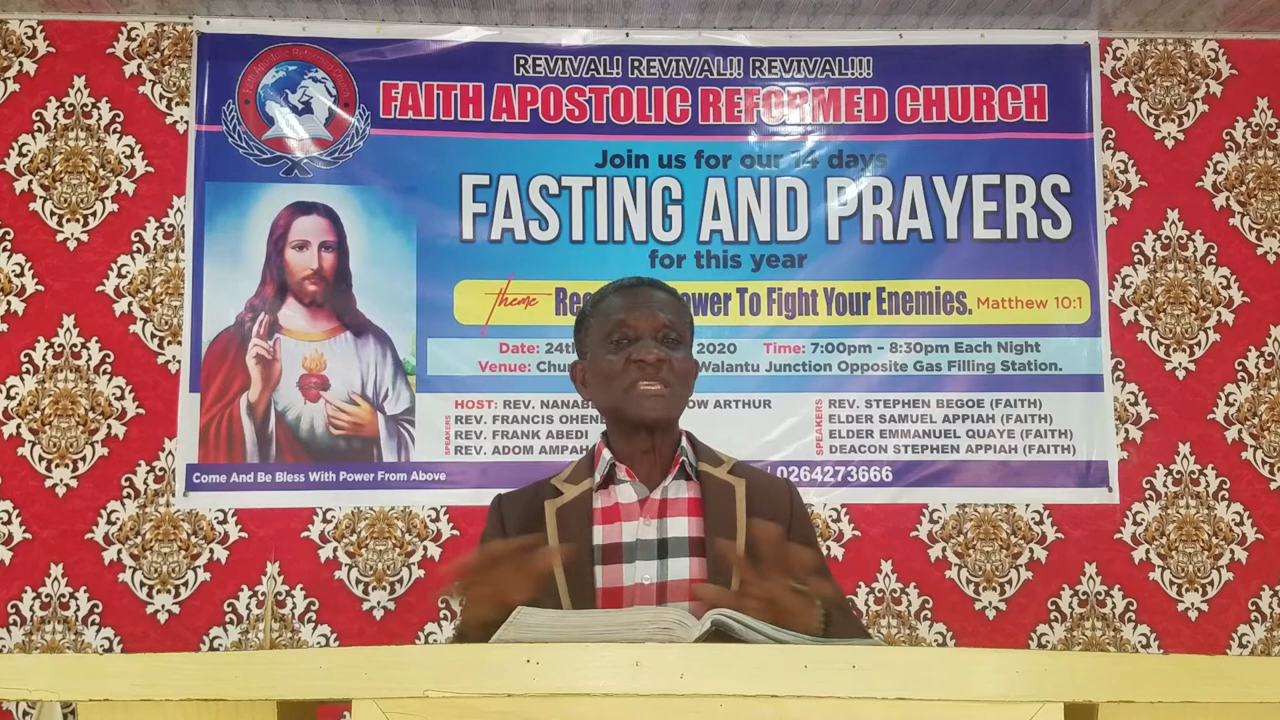 REVIVAL! REVIVAL!! REVIVAL!!!
FAITH APOSTOLIC REFORMED CHURCH
Faith Apostolic Reformed Church
Join us for our 14 days
FASTING AND PRAYERS
for this year
theme To Fight Your Enemies. Matthew 10:1
Date: 2020 Time: 7:00pm – 8:30pm Each Night
Venue: Walantu Junction Opposite Gas Filling Station.
HOST: REV. ARTHUR
SPEAKERS
REV. FRANCIS
REV. FRANK ABEDI
REV. ADOM
SPEAKERS
REV. STEPHEN BEGOE (FAITH)
ELDER SAMUEL APPIAH (FAITH)
ELDER EMMANUEL QUAYE (FAITH)
DEACON STEPHEN APPIAH (FAITH)
Come And Be Bless With Power From Above
/ 0264273666